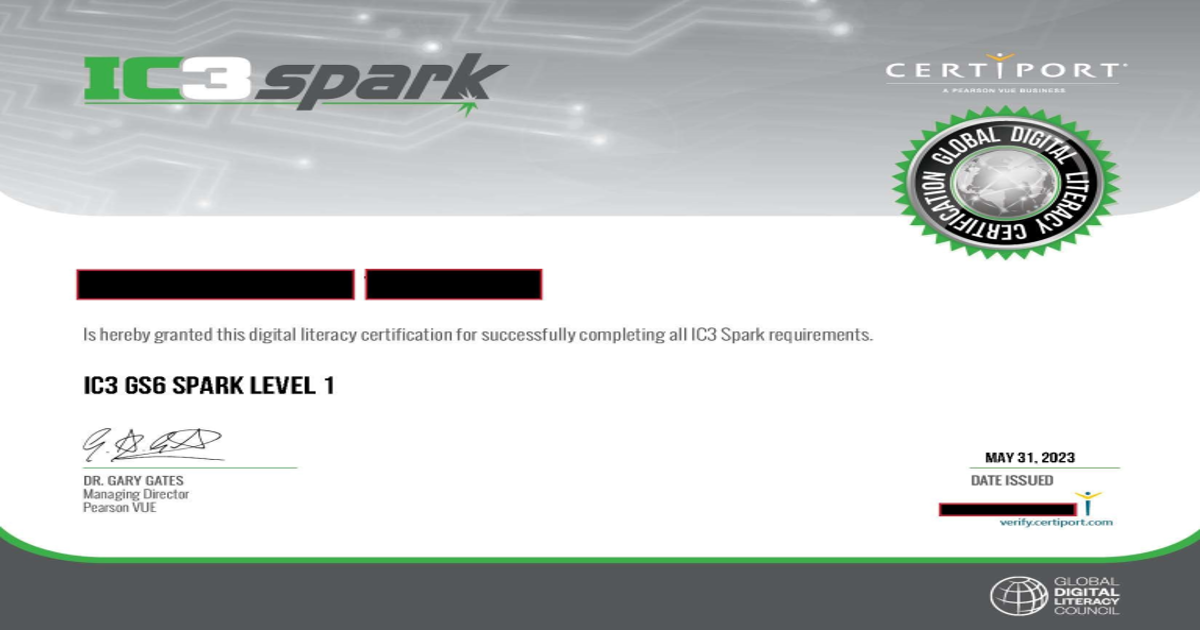 IC3 spark
CERTIPORT
A PEARSON VUE BUSINESS
GLOBAL DIGITAL LITERACY CERTIFICATION
Is hereby granted this digital literacy certification for successfully completing all IC3 Spark requirements.
IC3 GS6 SPARK LEVEL 1
DR. GARY GATES
Managing Director
Pearson VUE
MAY 31, 2023
DATE ISSUED
verify.certiport.com
GLOBAL
DIGITAL
LITERACY
COUNCIL